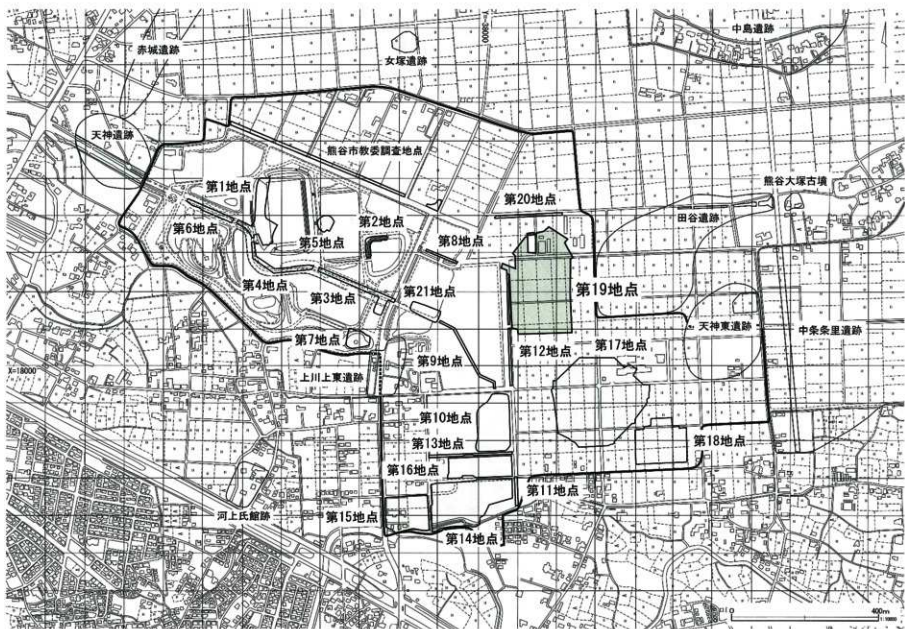 中島遺跡
赤城遺跡
女塚遺跡
天神遺跡
熊谷市教委調査地点
熊谷大塚古墳
第1地点
第20地点
田谷遺跡
第2地点
第6地点
第5地点
第8地点
第4地点
第3地点
第21地点
第19地点
天神東遺跡
中条条里遺跡
第7地点
第12地点
第17地点
第9地点
上川上東遺跡
X=18000
第10地点
第13地点
第18地点
第16地点
第11地点
河上氏館跡
第15地点
第14地点
0
400m